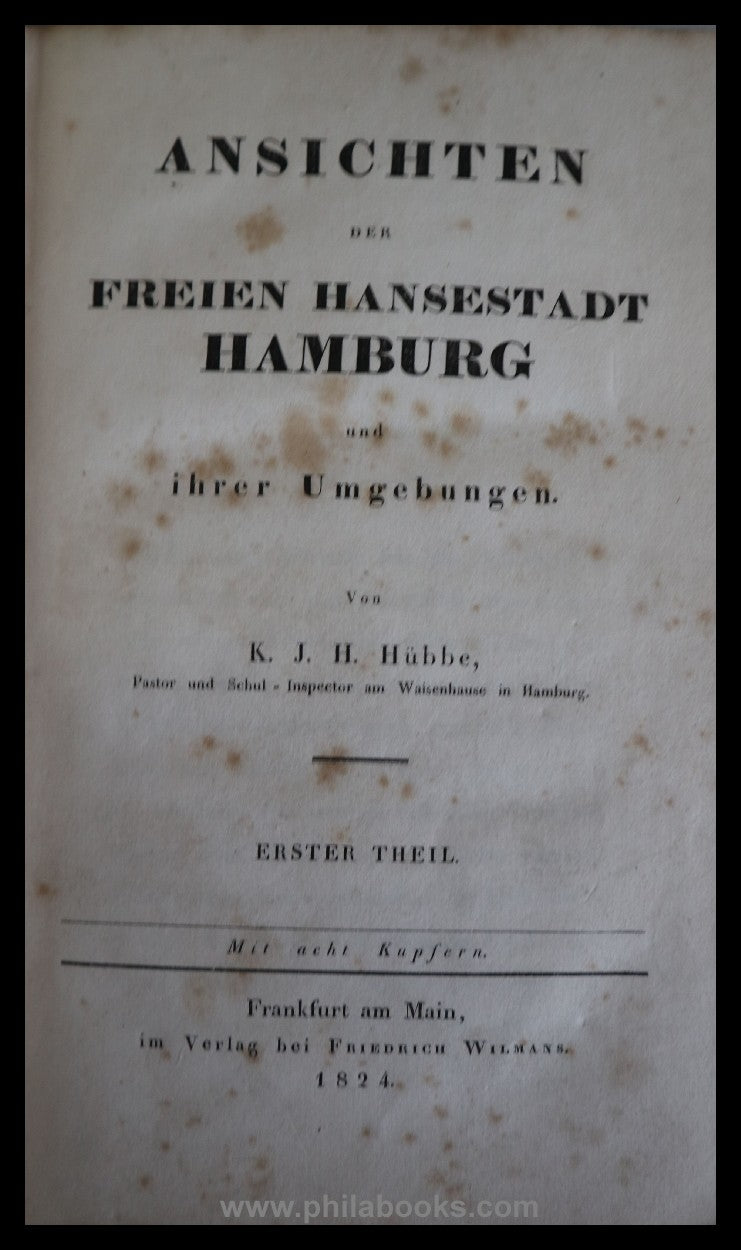 ANSICHTEN
DER
FREIEN HANSESTADT
HAMBURG
und
ihrer Umgebungen.
Von
K. J. H. Hübbe,
Pastor und Schul-Inspector am Waisenhause in Hamburg.
ERSTER THEIL.
Mit acht Kupfern.
Frankfurt am Main,
im Verlag bei FRIEDRICH WILMANS.
1824.
www.philabooks.com